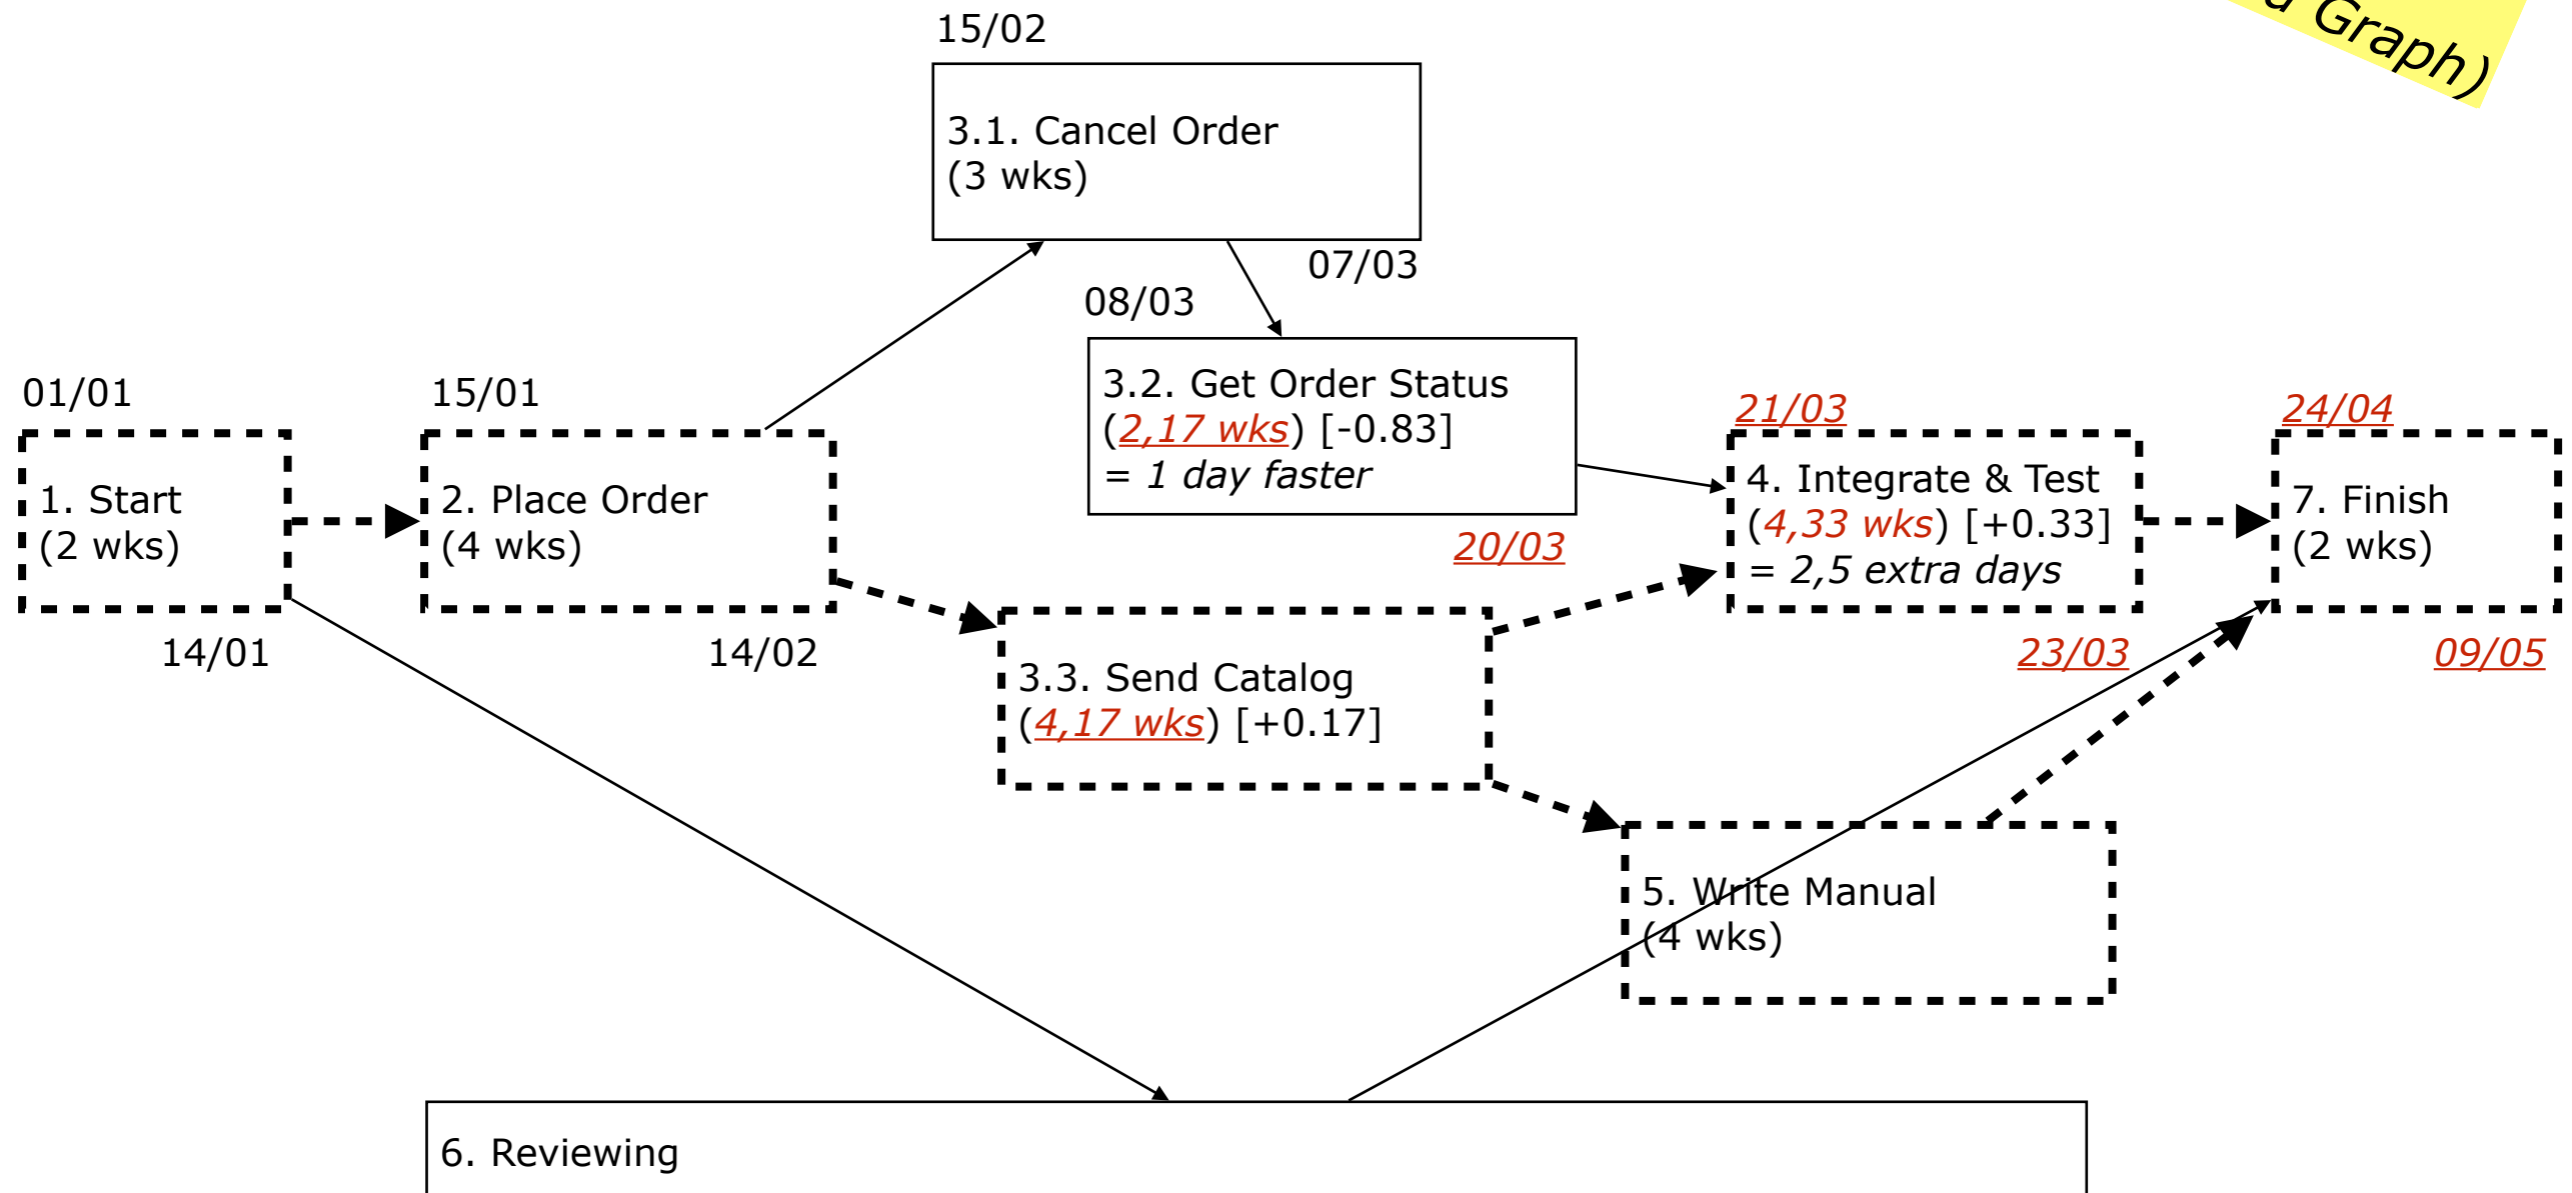 Graph)
15/02
3.1. Cancel Order
(3 wks)
07/03
08/03
3.2. Get Order Status
(2,17 wks) [-0.83]
= 1 day faster
20/03
01/01
1. Start
(2 wks)
14/01
15/01
2. Place Order
(4 wks)
14/02
3.3. Send Catalog
(4,17 wks) [+0.17]
21/03
4. Integrate & Test
(4,33 wks) [+0.33]
= 2,5 extra days
23/03
24/04
7. Finish
(2 wks)
09/05
5. Write Manual
(4 wks)
6. Reviewing